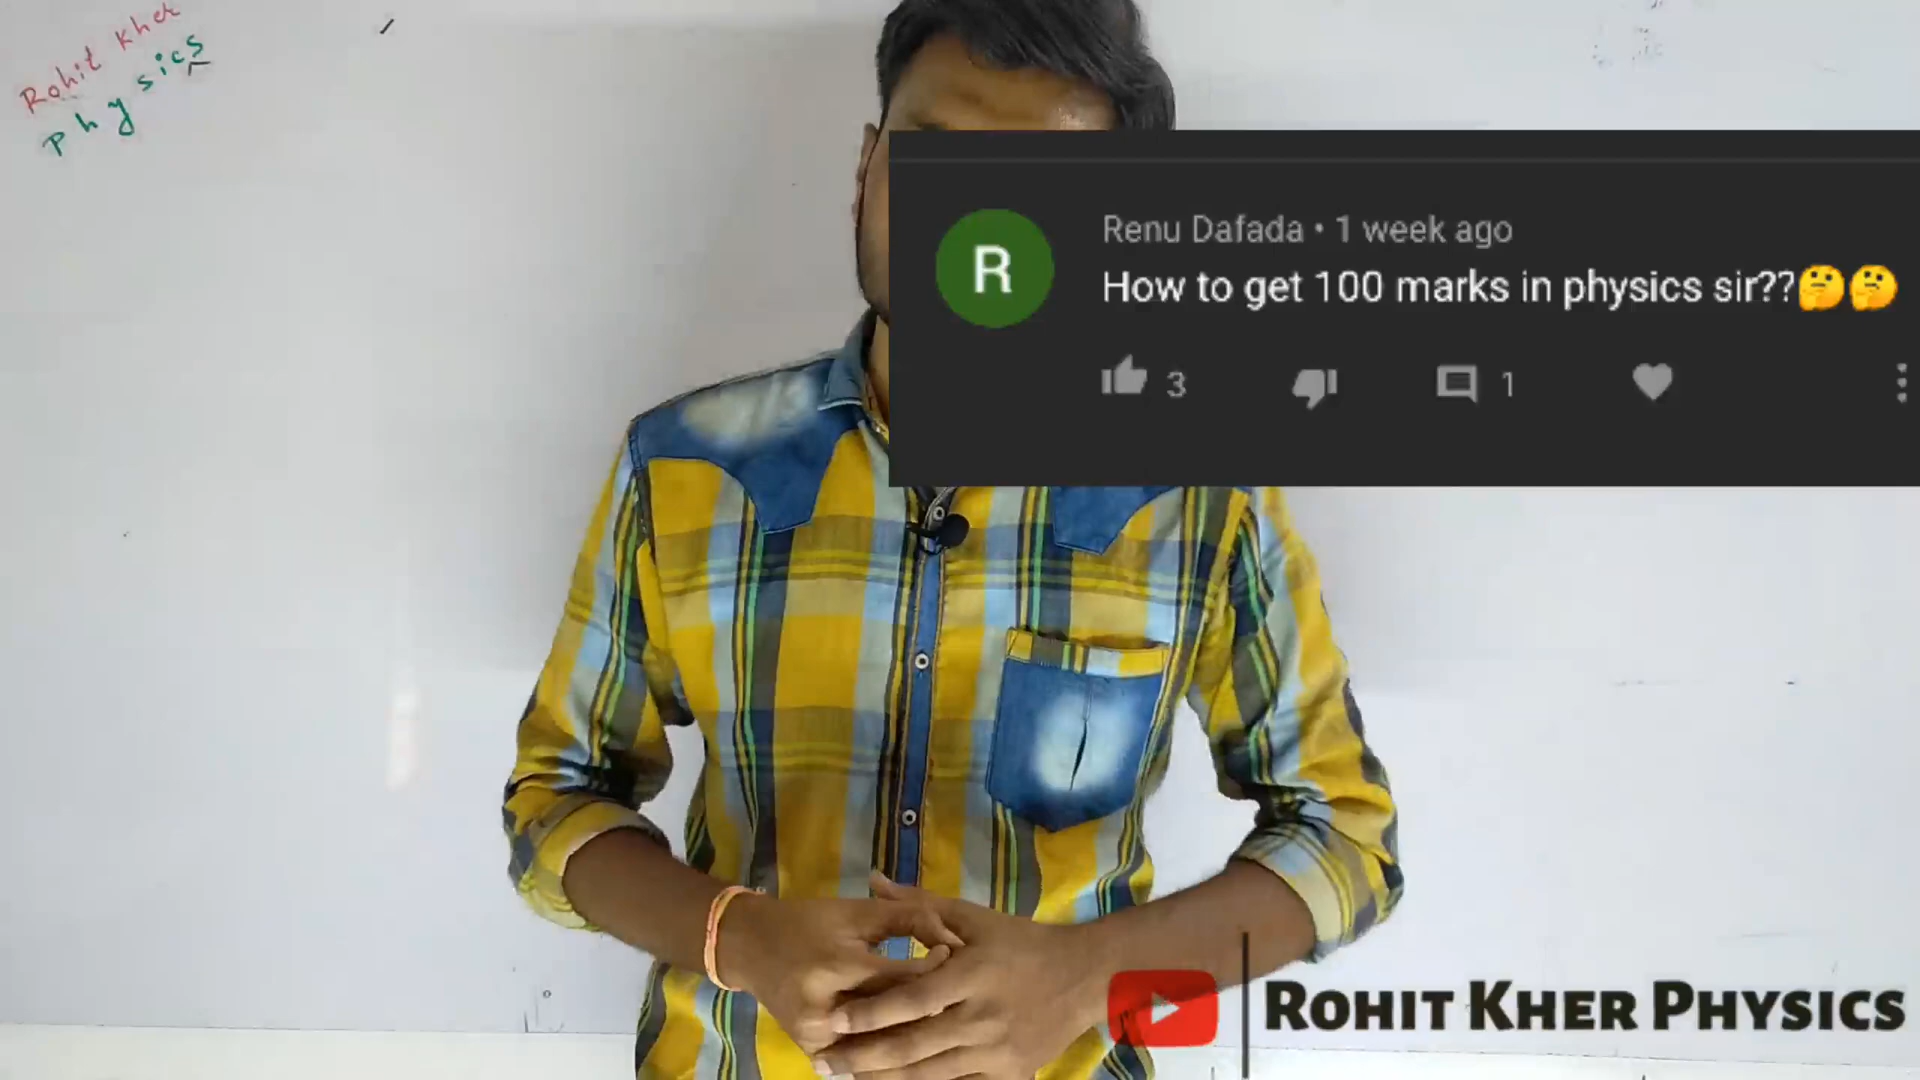 Rohit Kher
Physics
R
Renu Dafada • 1 week ago
How to get 100 marks in physics sir??🤔🤔
3
1
ROHIT KHER PHYSICS